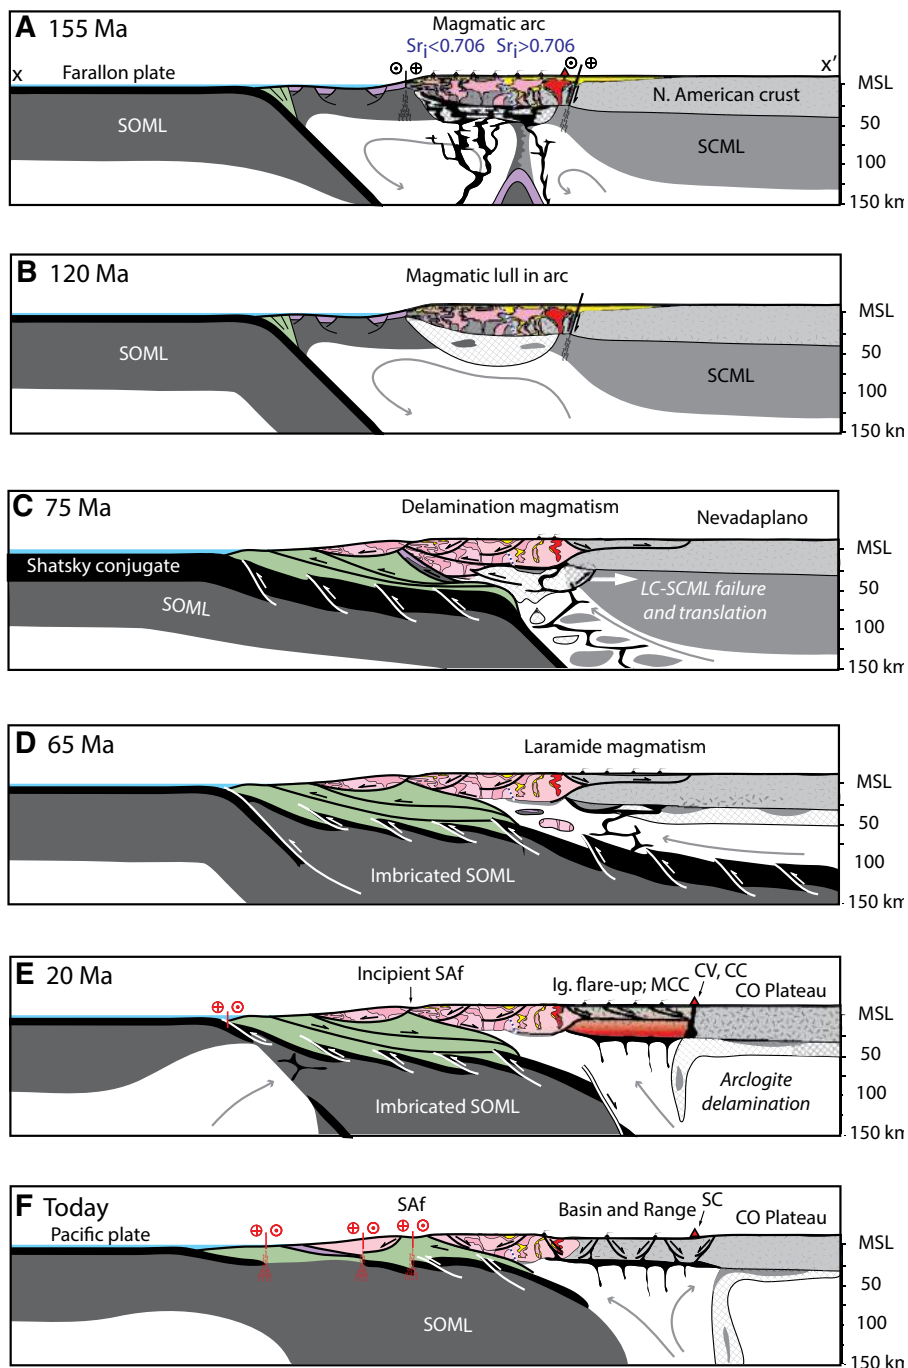 A 155 Ma
Magmatic arc
Sri<0.706 Sri>0.706
x
x’
Farallon plate
MSL
N. American crust
SOML
50
SCML
100
150 km
B 120 Ma
Magmatic lull in arc
MSL
SOML
50
SCML
100
150 km
C 75 Ma
Delamination magmatism
Nevadaplano
MSL
Shatsky conjugate
50
LC-SCML failure
and translation
SOML
100
150 km
D 65 Ma
Laramide magmatism
MSL
50
100
Imbricated SOML
150 km
E 20 Ma
Incipient SAf
Ig. flare-up; MCC
CV, CC
CO Plateau
MSL
50
Arclogite
delamination
100
Imbricated SOML
150 km
F Today
SAf
Basin and Range
SC
Pacific plate
CO Plateau
MSL
50
SOML
100
150 km